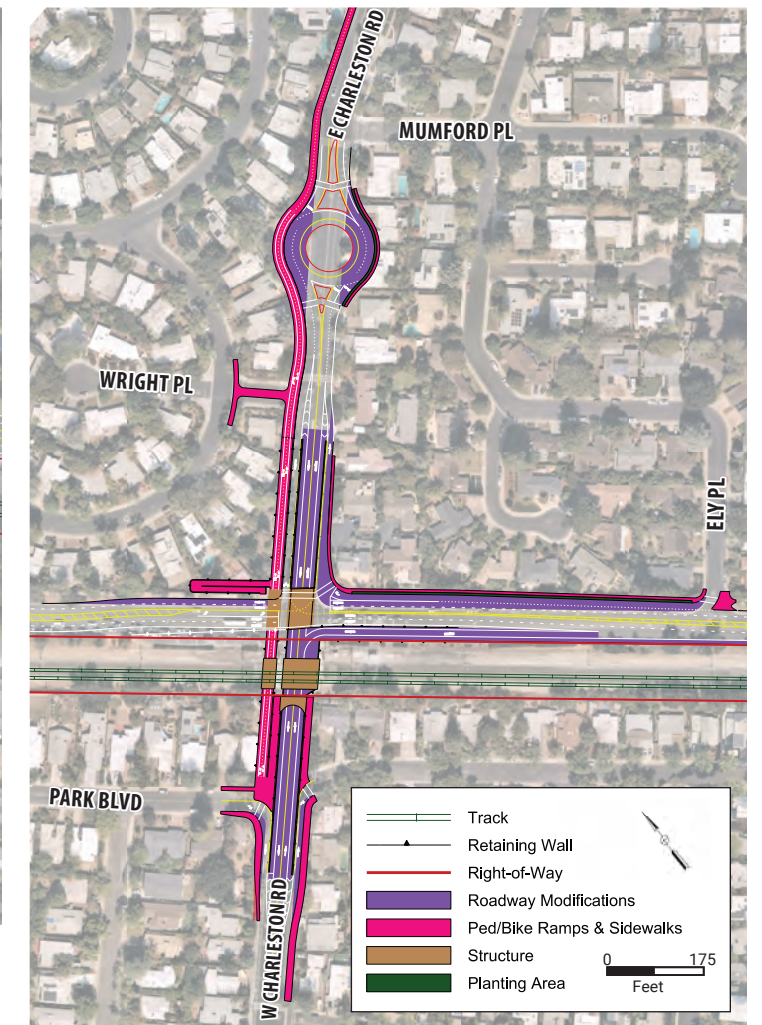 E CHARLESTON RD
MUMFORD PL
WRIGHT PL
ELY PL
PARK BLVD
W CHARLESTON RD
Track
Retaining Wall
Right-of-Way
Roadway Modifications
Ped/Bike Ramps & Sidewalks
Structure
Planting Area
0 175
Feet